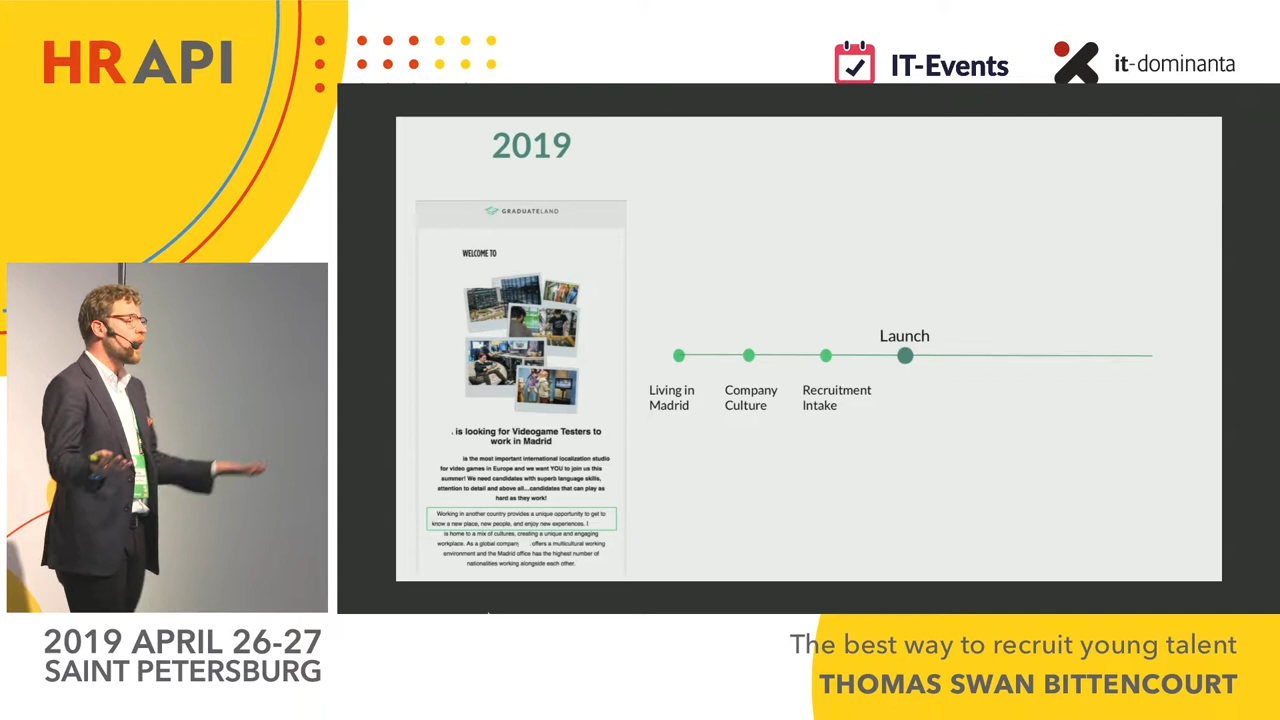 HR API
IT-Events
it-dominanta
2019
GRADUATELAND
WELCOME TO
. is looking for Videogame Testers to
work in Madrid
is the most important international localization studio
for video games in Europe and we want YOU to join us this
summer! We need candidates with superb language skills,
attention to detail and above all...candidates that can play as
hard as they work!
Working in another country provides a unique opportunity to get to
know a new place, new people, and enjoy new experiences. I
is home to a mix of cultures, creating a unique and engaging
workplace. As a global company . offers a multicultural working
environment and the Madrid office has the highest number of
nationalities working alongside each other.
Launch
Living in
Madrid
Company
Culture
Recruitment
Intake
2019 APRIL 26-27
SAINT PETERSBURG
The best way to recruit young talent
THOMAS SWAN BITTENCOURT